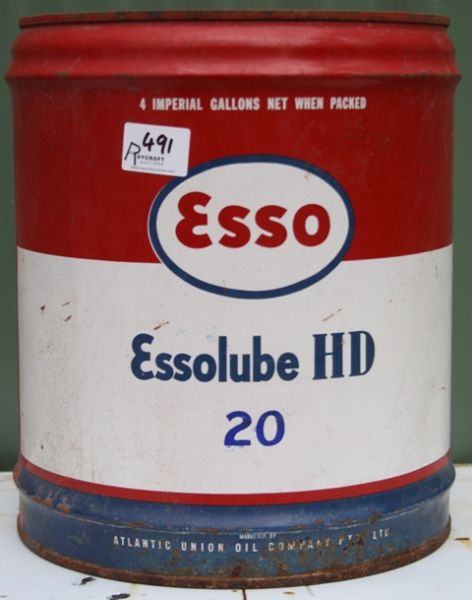 4 IMPERIAL GALLONS NET WHEN PACKED
491
ROYCROFT
AUCTIONS
Esso
Essolube HD
20
MARKETED BY
ATLANTIC UNION OIL COMPANY PTY. LTD